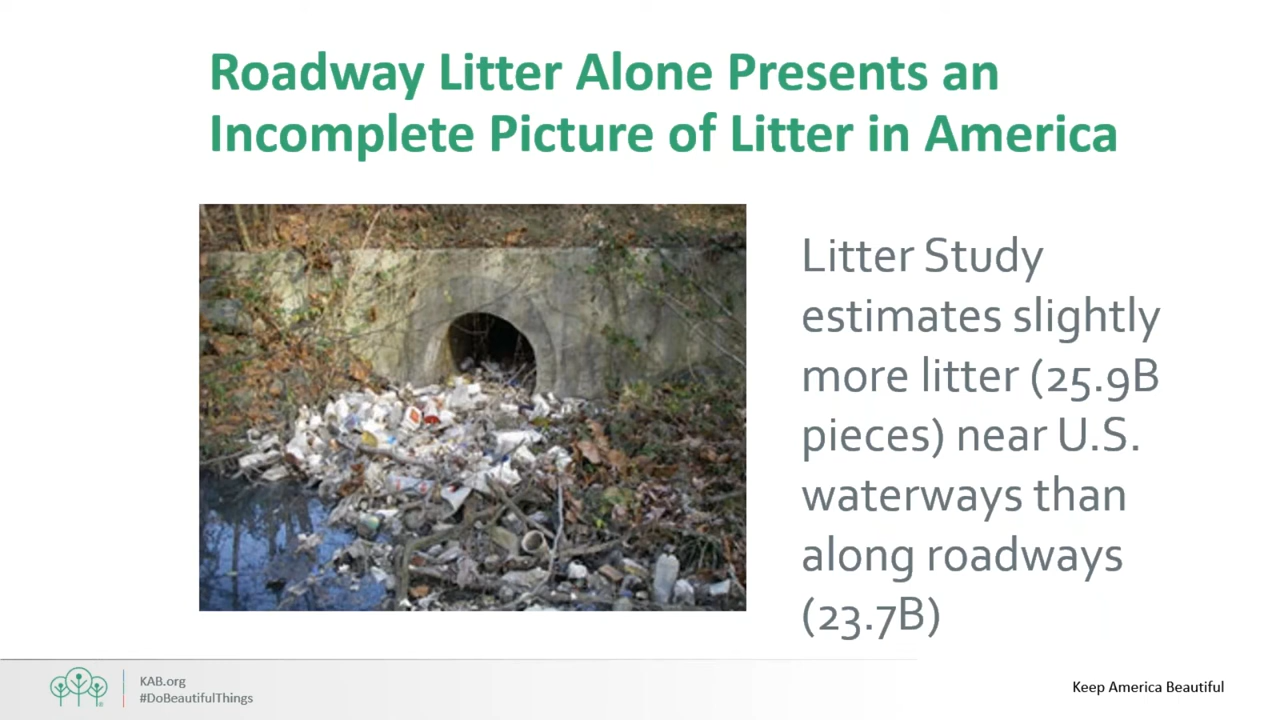 Roadway Litter Alone Presents an
Incomplete Picture of Litter in America
Litter Study
estimates slightly
more litter (25.9B
pieces) near U.S.
waterways than
along roadways
(23.7B)
KAB.org
#DoBeautifulThings
Keep America Beautiful